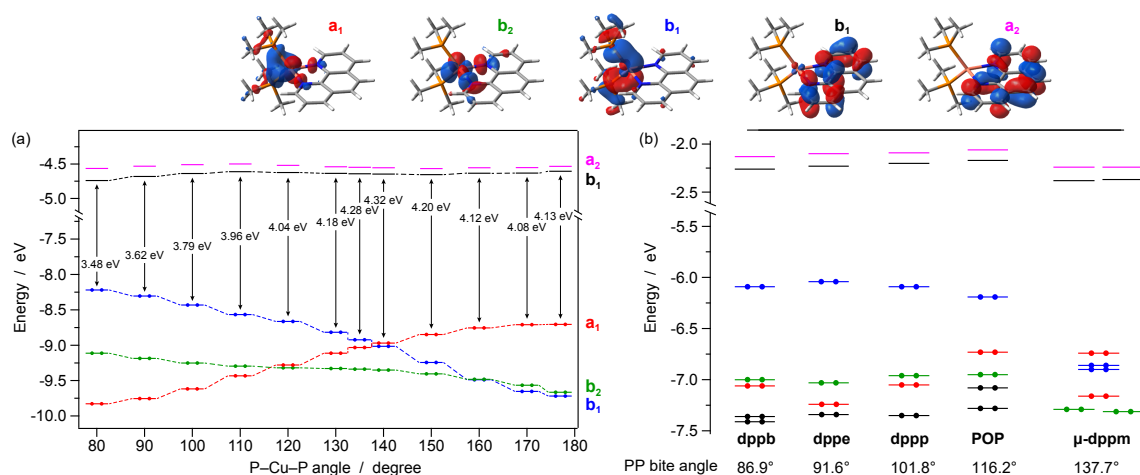 a₁
b₂
b₁
b₁
a₂
(a)
-4.5
-5.0
-7.5
-8.0
-8.5
-9.0
-9.5
-10.0
Energy / eV
a₂
b₁
3.48 eV
3.62 eV
3.79 eV
3.96 eV
4.04 eV
4.18 eV
4.28 eV
4.32 eV
4.20 eV
4.12 eV
4.08 eV
4.13 eV
a₁
b₂
b₁
80 90 100 110 120 130 140 150 160 170 180
P–Cu–P angle / degree
(b)
-2.0
-2.5
-6.0
-6.5
-7.0
-7.5
Energy / eV
dppb dppe dppp POP μ-dppm
PP bite angle 86.9° 91.6° 101.8° 116.2° 137.7°